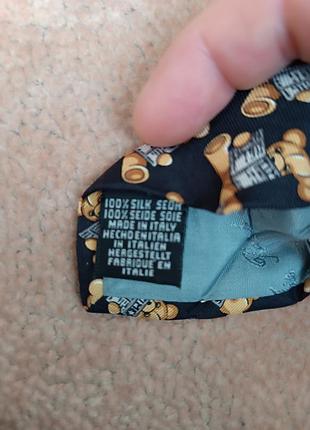 100% SILK SEDA
100% SEIDE SOIE
MADE IN ITALY
HECHO EN ITALIA
IN ITALIEN
HERGESTELLT
FABRIQUE EN
ITALIE